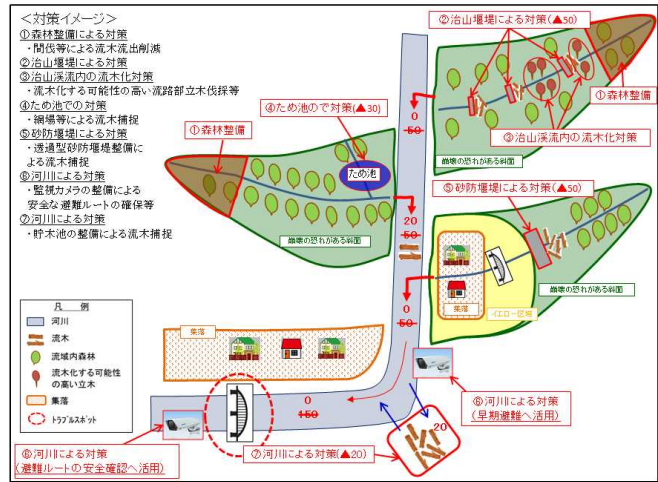 ＜対策イメージ＞
①森林整備による対策
・間伐等による流木流出削減
②治山堰堤による対策
③治山渓流内の流木化対策
・流木化する可能性の高い流路部立木伐採等
④ため池での対策
・網場等による流木捕捉
⑤砂防堰堤による対策
・透過型砂防堰堤整備に
よる流木捕捉
⑥河川による対策
・監視カメラの整備による
安全な避難ルートの確保等
⑦河川による対策
・貯木池の整備による流木捕捉
②治山堰堤による対策(▲50)
①森林整備
③治山渓流内の流木化対策
崩壊の恐れがある斜面
0
50
④ため池ので対策(▲30)
①森林整備
ため池
崩壊の恐れがある斜面
20
50
⑤砂防堰堤による対策(▲50)
崩壊の恐れがある斜面
集落
イエロー区域
0
50
凡　例
河川
流木
流域内森林
流木化する可能性
の高い立木
集落
トラブルスポット
集落
0
150
⑥河川による対策
(早期避難へ活用)
20
⑥河川による対策
(避難ルートの安全確認へ活用)
⑦河川による対策(▲20)